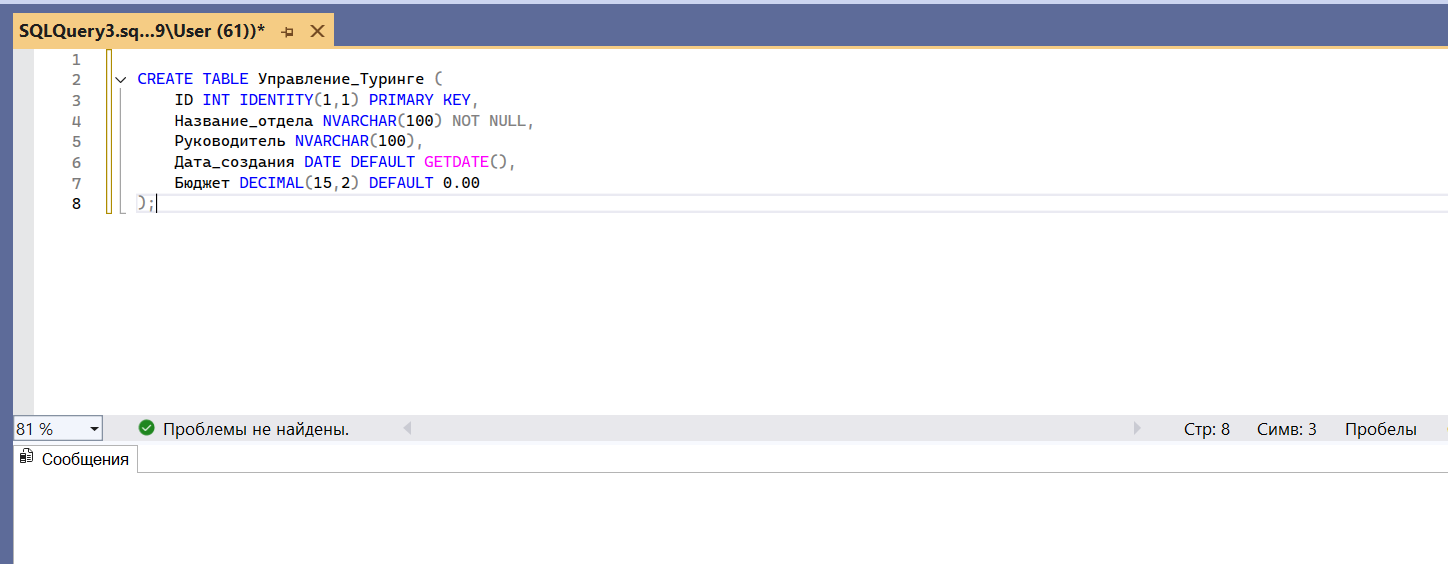 SQLQuery3.sq...9\User (61))*
1
2 CREATE TABLE Управление_Туринге (
3 ID INT IDENTITY(1,1) PRIMARY KEY,
4 Название_отдела NVARCHAR(100) NOT NULL,
5 Руководитель NVARCHAR(100),
6 Дата_создания DATE DEFAULT GETDATE(),
7 Бюджет DECIMAL(15,2) DEFAULT 0.00
8 );
81 % Проблемы не найдены. Стр: 8 Симв: 3 Пробелы
Сообщения